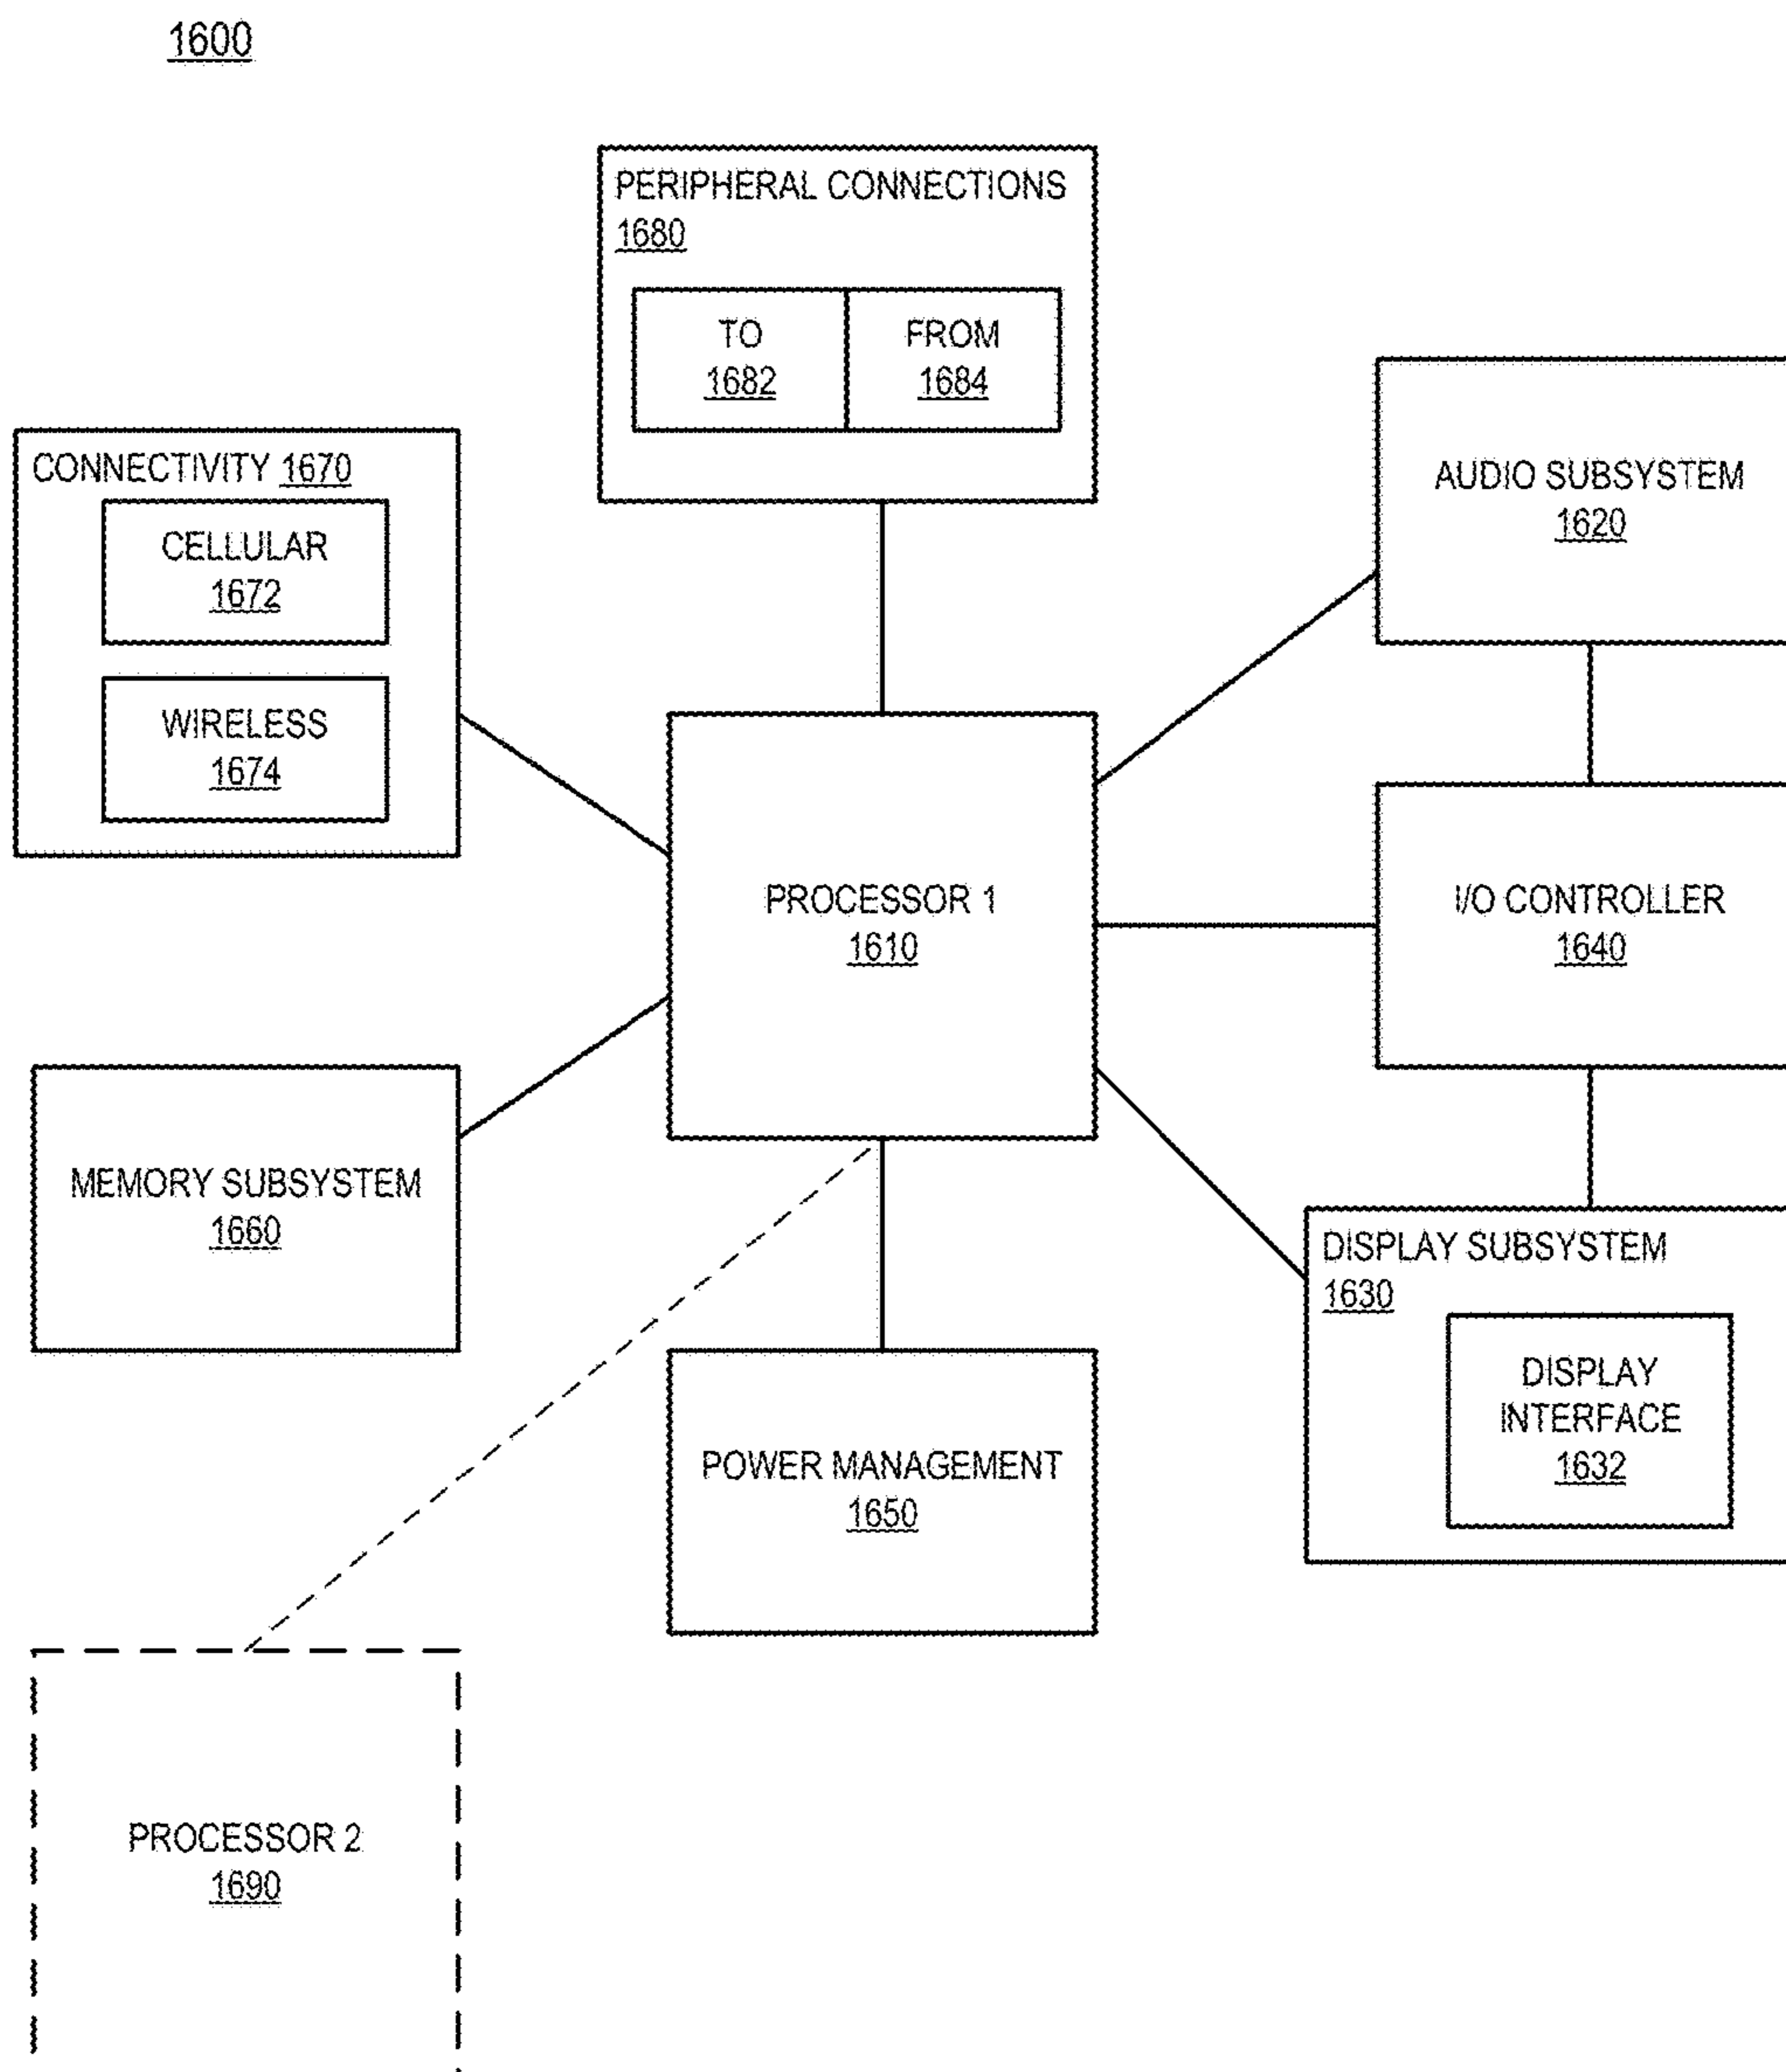 1600
PERIPHERAL CONNECTIONS
1680
TO
1682
FROM
1684
AUDIO SUBSYSTEM
1620
CONNECTIVITY 1670
CELLULAR
1672
WIRELESS
1674
PROCESSOR 1
1610
I/O CONTROLLER
1640
MEMORY SUBSYSTEM
1660
DISPLAY SUBSYSTEM
1630
DISPLAY
INTERFACE
1632
POWER MANAGEMENT
1650
PROCESSOR 2
1690